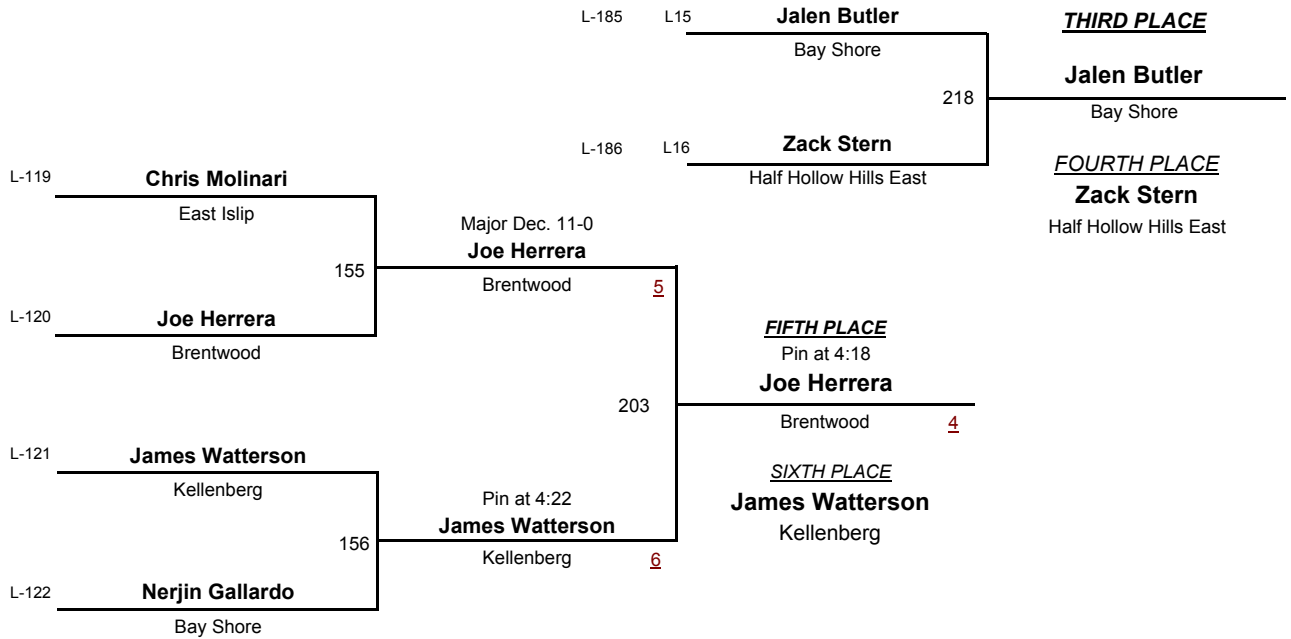 L-185 L15 Jalen Butler
Bay Shore
THIRD PLACE
Jalen Butler
218
Bay Shore
L-186 L16 Zack Stern
Half Hollow Hills East
FOURTH PLACE
Zack Stern
Half Hollow Hills East
L-119 Chris Molinari
East Islip
Major Dec. 11-0
155 Joe Herrera
Brentwood 5
L-120 Joe Herrera
Brentwood
FIFTH PLACE
Pin at 4:18
Joe Herrera
203
Brentwood 4
L-121 James Watterson
Kellenberg
SIXTH PLACE
James Watterson
Kellenberg
Pin at 4:22
156 James Watterson
Kellenberg 6
L-122 Nerjin Gallardo
Bay Shore